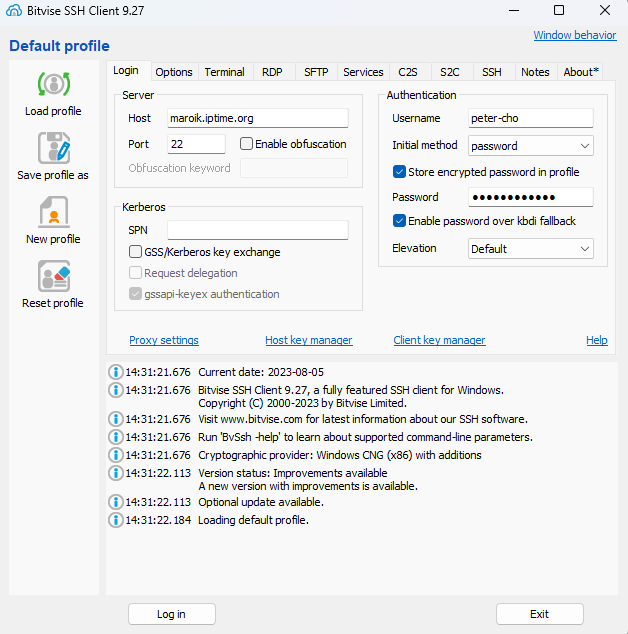 Bitvise SSH Client 9.27
Default profile
Window behavior
Load profile
Save profile as
New profile
Reset profile
Login Options Terminal RDP SFTP Services C2S S2C SSH Notes About*
Server
Host maroik.iptime.org
Port 22 Enable obfuscation
Obfuscation keyword
Kerberos
SPN
GSS/Kerberos key exchange
Request delegation
gssapi-keyex authentication
Authentication
Username peter-cho
Initial method password
Store encrypted password in profile
Password ●●●●●●●●●●●●
Enable password over kbdi fallback
Elevation Default
Proxy settings Host key manager Client key manager Help
14:31:21.676 Current date: 2023-08-05
14:31:21.676 Bitvise SSH Client 9.27, a fully featured SSH client for Windows.
Copyright (C) 2000-2023 by Bitvise Limited.
14:31:21.676 Visit www.bitvise.com for latest information about our SSH software.
14:31:21.676 Run 'BvSsh -help' to learn about supported command-line parameters.
14:31:21.676 Cryptographic provider: Windows CNG (x86) with additions
14:31:22.113 Version status: Improvements available
A new version with improvements is available.
14:31:22.113 Optional update available.
14:31:22.184 Loading default profile.
Log in Exit